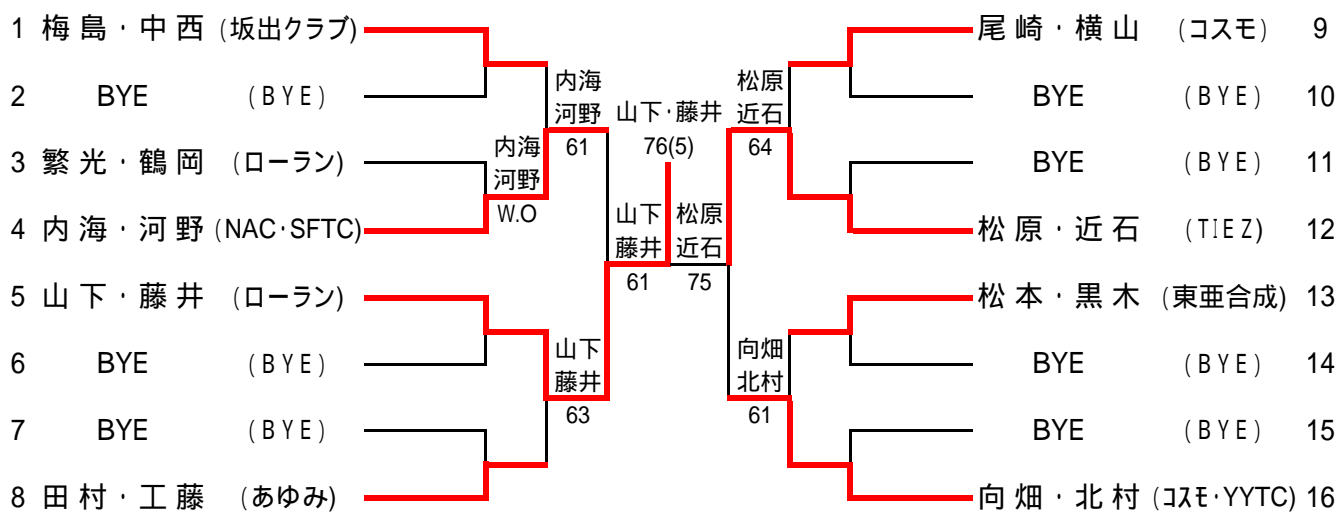 1 梅島・中西 (坂出クラブ)
2 BYE (BYE)
3 繁光・鶴岡 (ローラン)
4 内海・河野 (NAC・SFTC)
5 山下・藤井 (ローラン)
6 BYE (BYE)
7 BYE (BYE)
8 田村・工藤 (あゆみ)
内海
河野
W.O
内海
河野
61
山下
藤井
63
山下
藤井
61
山下・藤井
76(5)
松原
近石
75
松原
近石
64
向畑
北村
61
尾崎・横山 (コスモ) 9
BYE (BYE) 10
BYE (BYE) 11
松原・近石 (TIEZ) 12
松本・黒木 (東亜合成) 13
BYE (BYE) 14
BYE (BYE) 15
向畑・北村 (コスモ・YYTC) 16